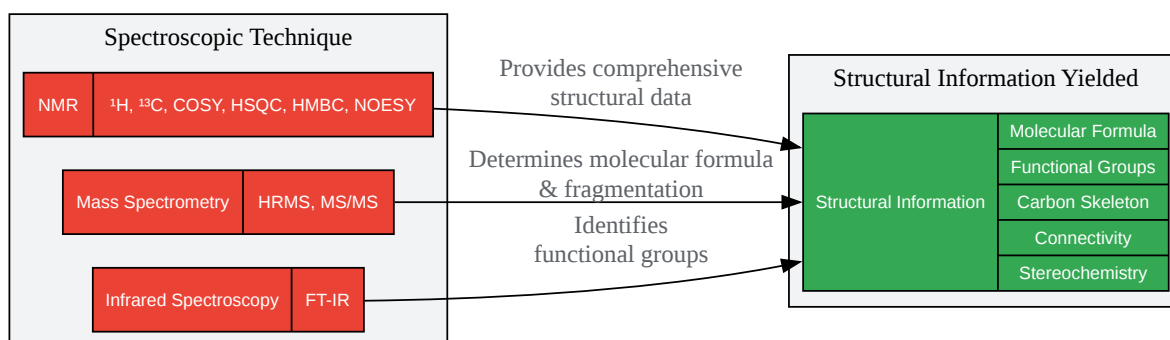 Spectroscopic Technique
NMR
¹H, ¹³C, COSY, HSQC, HMBC, NOESY
Mass Spectrometry
HRMS, MS/MS
Infrared Spectroscopy
FT-IR
Provides comprehensive
structural data
Determines molecular formula
& fragmentation
Identifies
functional groups
Structural Information Yielded
Structural Information
Molecular Formula
Functional Groups
Carbon Skeleton
Connectivity
Stereochemistry